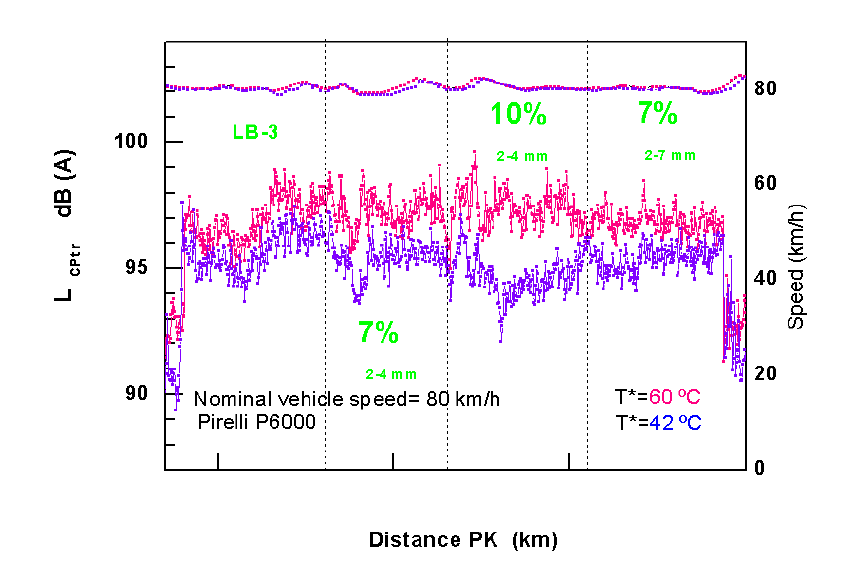 80
10%
7%
100
LB-3
2-4 mm
2-7 mm
60
L CPtr dB (A)
Speed (km/h)
95
40
7%
2-4 mm
20
90
Nominal vehicle speed= 80 km/h
T*=60 ºC
Pirelli P6000
T*=42 ºC
0
Distance PK (km)